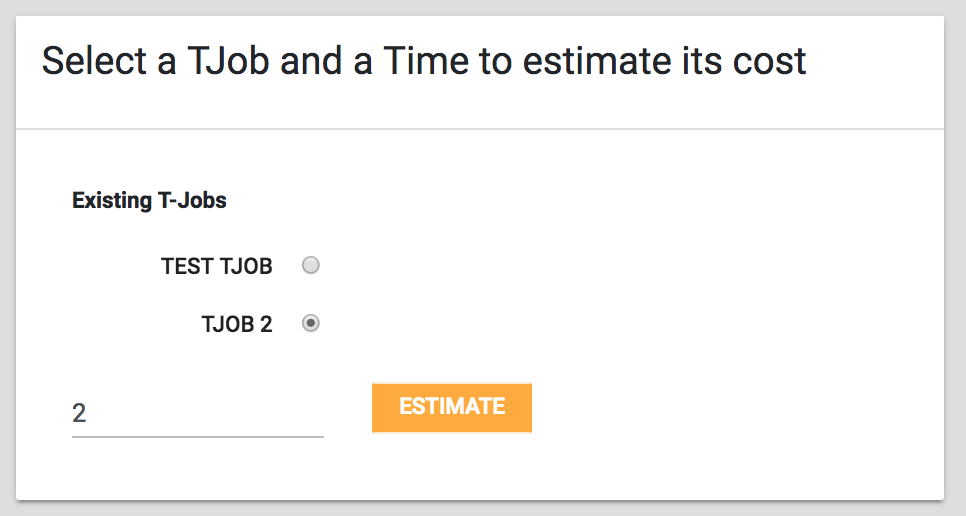 Select a TJob and a Time to estimate its cost
Existing T-Jobs
TEST TJOB
TJOB 2
2
ESTIMATE